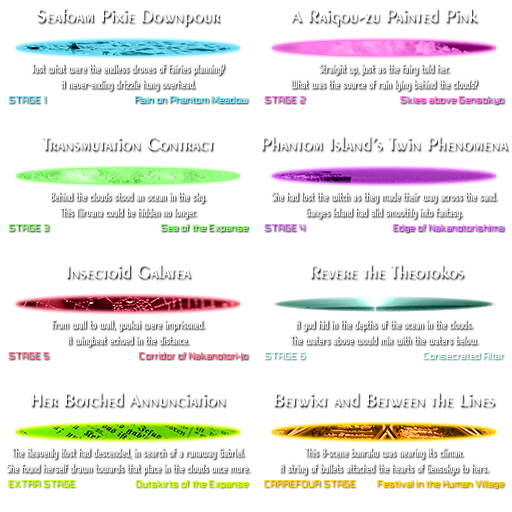 Seafoam Pixie Downpour
Just what were the endless droves of fairies planning?
A never-ending drizzle hung overhead.
STAGE 1 Rain on Phantom Meadow
A Raigou-zu Painted Pink
Straight up, just as the fairy told her.
What was the source of rain lying behind the clouds?
STAGE 2 Skies above Gensokyo
Transmutation Contract
Behind the clouds stood an ocean in the sky.
This Nirvana could be hidden no longer.
STAGE 3 Sea of the Expanse
Phantom Island's Twin Phenomena
She had lost the witch as they made their way across the sand.
Ganges Island had slid smoothly into fantasy.
STAGE 4 Edge of Nakanotorishima
Insectoid Galatea
From wall to wall, youkai were imprisoned.
A wingbeat echoed in the distance.
STAGE 5 Corridor of Nakanotori-jo
Revere the Theotokos
A god hid in the depths of the ocean in the clouds.
The waters above would mix with the waters below.
STAGE 6 Consecrated Altar
Her Botched Annunciation
The Heavenly Host had descended, in search of a runaway Gabriel.
She found herself drawn towards that place in the clouds once more.
EXTRA STAGE Outskirts of the Expanse
Betwixt and Between the Lines
This 8-scene bunraku was nearing its climax.
A string of bullets attached the hearts of Gensokyo to hers.
CARREFOUR STAGE Festival in the Human Village